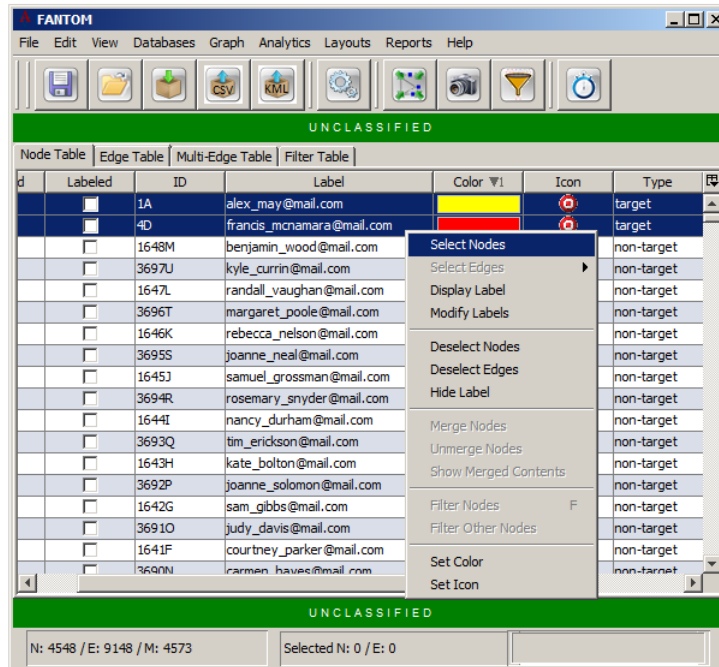 FANTOM
File Edit View Databases Graph Analytics Layouts Reports Help
CSV KML
UNCLASSIFIED
Node Table Edge Table Multi-Edge Table Filter Table
d Labeled ID Label Color ▼1 Icon Type
1A alex_may@mail.com target
4D francis_mcnamara@mail.com target
1648M benjamin_wood@mail.com non-target
3697U kyle_currin@mail.com non-target
1647L randall_vaughan@mail.com non-target
3696T margaret_poole@mail.com non-target
1646K rebecca_nelson@mail.com non-target
3695S joanne_neal@mail.com non-target
1645J samuel_grossman@mail.com non-target
3694R rosemary_snyder@mail.com non-target
1644I nancy_durham@mail.com non-target
3693Q tim_erickson@mail.com non-target
1643H kate_bolton@mail.com non-target
3692P joanne_solomon@mail.com non-target
1642G sam_gibbs@mail.com non-target
3691O judy_davis@mail.com non-target
1641F courtney_parker@mail.com non-target
3690N carmen_hayes@mail.com non-target
Select Nodes
Select Edges
Display Label
Modify Labels
Deselect Nodes
Deselect Edges
Hide Label
Merge Nodes
Unmerge Nodes
Show Merged Contents
Filter Nodes F
Filter Other Nodes
Set Color
Set Icon
UNCLASSIFIED
N: 4548 / E: 9148 / M: 4573 Selected N: 0 / E: 0